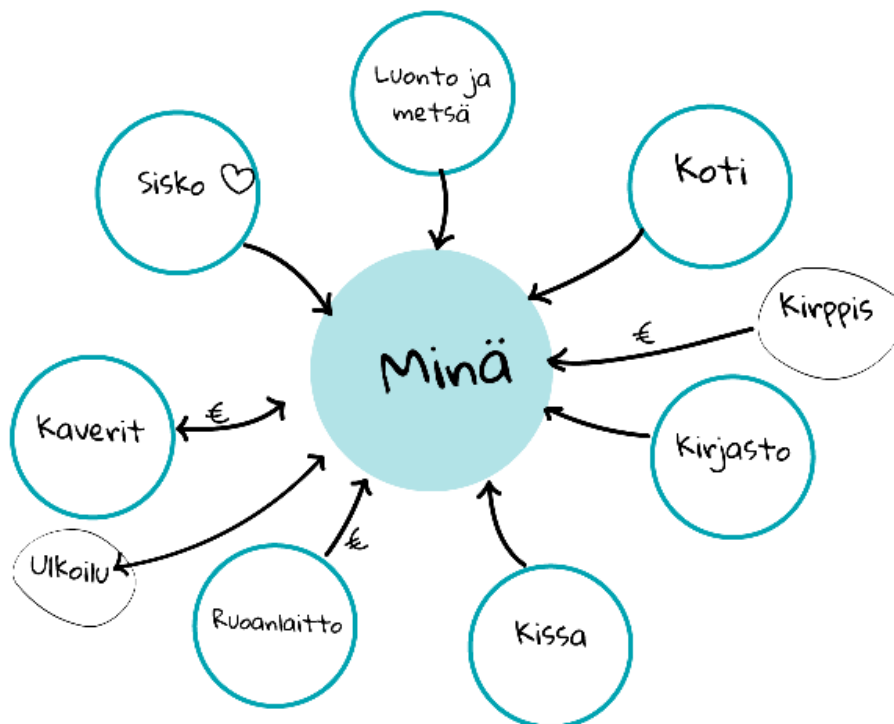 Luonto ja
metsä
Sisko ♡
Koti
Kirppis
€
Minä
Kaverit
€
Kirjasto
Ulkoilu
€
Ruoanlaitto
Kissa